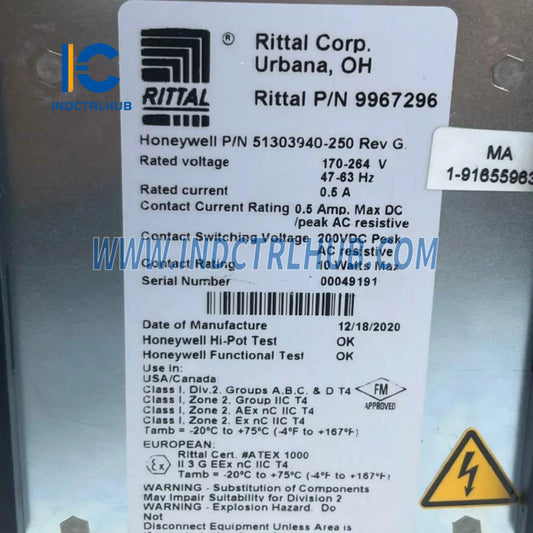 IC
INDCTRLHUB
RITTAL
®
Rittal Corp.
Urbana, OH
Rittal P/N 9967296
Honeywell P/N 51303940-250 Rev G.
Rated voltage 170-264 V
47-63 Hz
Rated current 0.5 A
Contact Current Rating 0.5 Amp. Max DC
/peak AC resistive
Contact Switching Voltage 200VDC Peak
AC resistive
Contact Rating 10 Watts Max
Serial Number 00049191
WWW.INDCTRLHUB.COM
MA
1-91655963
Date of Manufacture 12/18/2020
Honeywell Hi-Pot Test OK
Honeywell Functional Test OK
Use in:
USA/Canada
Class I, Div.2, Groups A,B,C, & D T4
Class I, Zone 2, Group IIC T4
Class I, Zone 2, AEx nC IIC T4
Class I, Zone 2, Ex nC IIC T4
Tamb = -20°C to +75°C (-4°F to +167°F)
FM
APPROVED
EUROPEAN:
Rittal Cert. #ATEX 1000
Ex II 3 G EEx nC IIC T4
Tamb = -20°C to +75°C (-4°F to +167°F)
WARNING - Substitution of Components
May Impair Suitability for Division 2
WARNING - Explosion Hazard. Do
Not
Disconnect Equipment Unless Area is